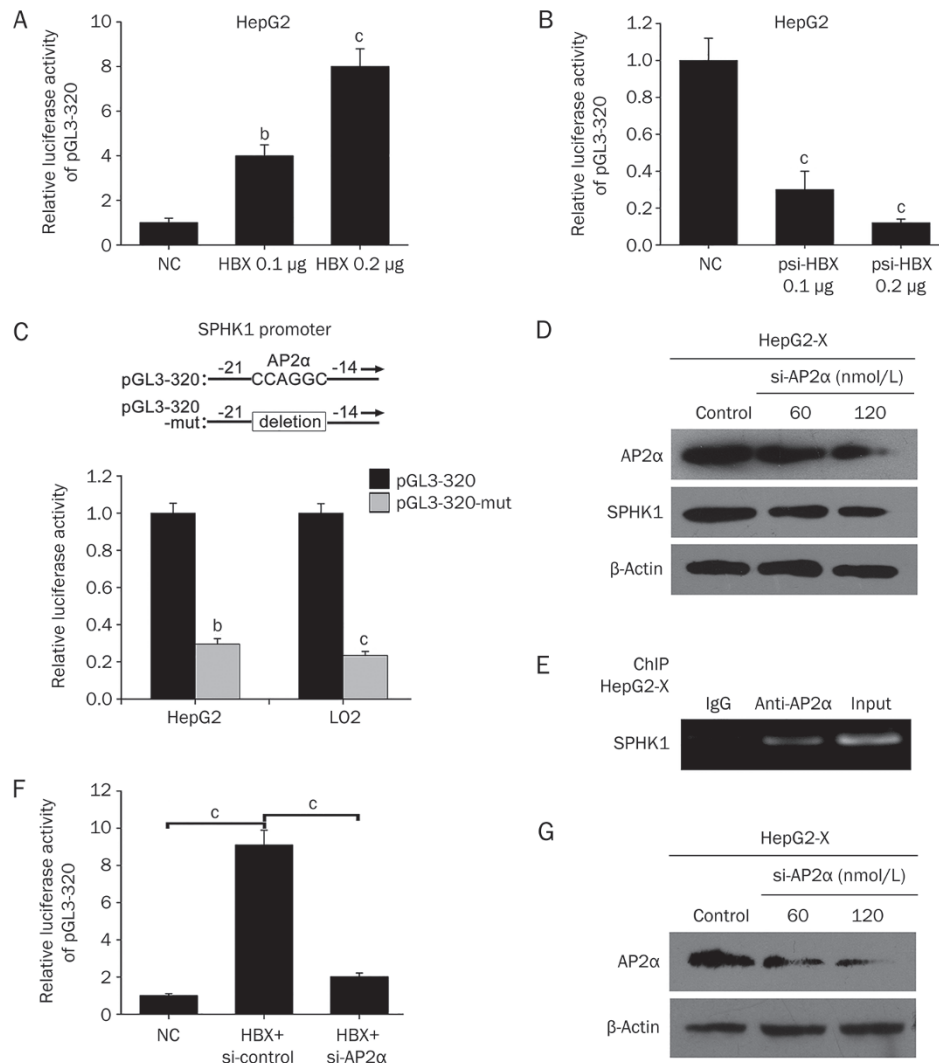 A
HepG2
Relative luciferase activity
of pGL3-320
10
8
6
4
2
0
b
c
NC
HBX 0.1 μg
HBX 0.2 μg
B
HepG2
Relative luciferase activity
of pGL3-320
1.2
1.0
0.8
0.6
0.4
0.2
0.0
c
c
NC
psi-HBX
0.1 μg
psi-HBX
0.2 μg
C
SPHK1 promoter
AP2α
pGL3-320:
-21
CCAGGC
-14
pGL3-320
-mut:
-21
deletion
-14
pGL3-320
pGL3-320-mut
Relative luciferase activity
1.2
1.0
0.8
0.6
0.4
0.2
0.0
b
c
HepG2
LO2
D
HepG2-X
si-AP2α (nmol/L)
Control
60
120
AP2α
SPHK1
β-Actin
E
ChIP
HepG2-X
IgG
Anti-AP2α
Input
SPHK1
F
Relative luciferase activity
of pGL3-320
12
10
8
6
4
2
0
c
c
NC
HBX+
si-control
HBX+
si-AP2α
G
HepG2-X
si-AP2α (nmol/L)
Control
60
120
AP2α
β-Actin